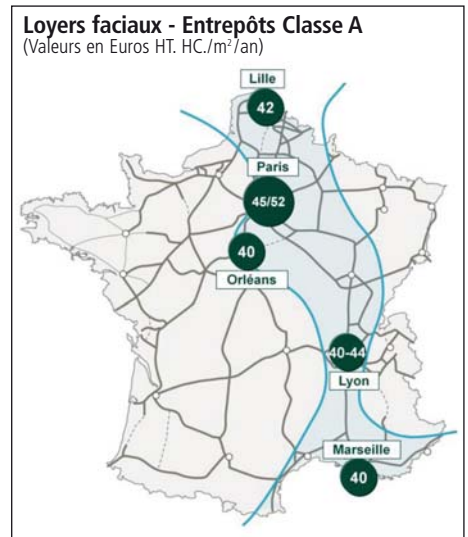 Loyers faciaux - Entrepôts Classe A
(Valeurs en Euros HT. HC./m²/an)
Lille
42
Paris
45/52
40
Orléans
40-44
Lyon
Marseille
40